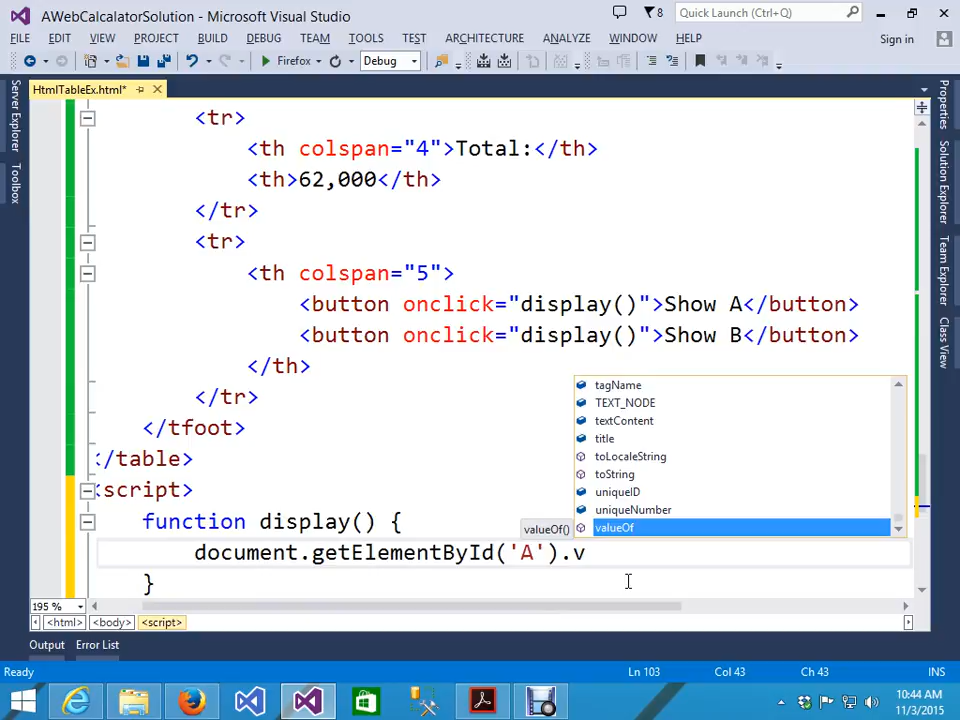 AWebCalcalatorSolution - Microsoft Visual Studio
8
Quick Launch (Ctrl+Q)
FILE EDIT VIEW PROJECT BUILD DEBUG TEAM TOOLS TEST ARCHITECTURE ANALYZE WINDOW HELP Sign in
Firefox Debug
HtmlTableEx.html*
Server Explorer
Toolbox
Properties
Solution Explorer
Team Explorer
Class View
<tr>
<th colspan="4">Total:</th>
<th>62,000</th>
</tr>
<tr>
<th colspan="5">
<button onclick="display()">Show A</button>
<button onclick="display()">Show B</button>
</th>
</tr>
</tfoot>
</table>
<script>
function display() {
document.getElementById('A').v
}
tagName
TEXT_NODE
textContent
title
toLocaleString
toString
uniqueID
uniqueNumber
valueOf
valueOf()
195 %
<html> <body> <script>
Output Error List
Ready Ln 103 Col 43 Ch 43 INS
10:44 AM
11/3/2015